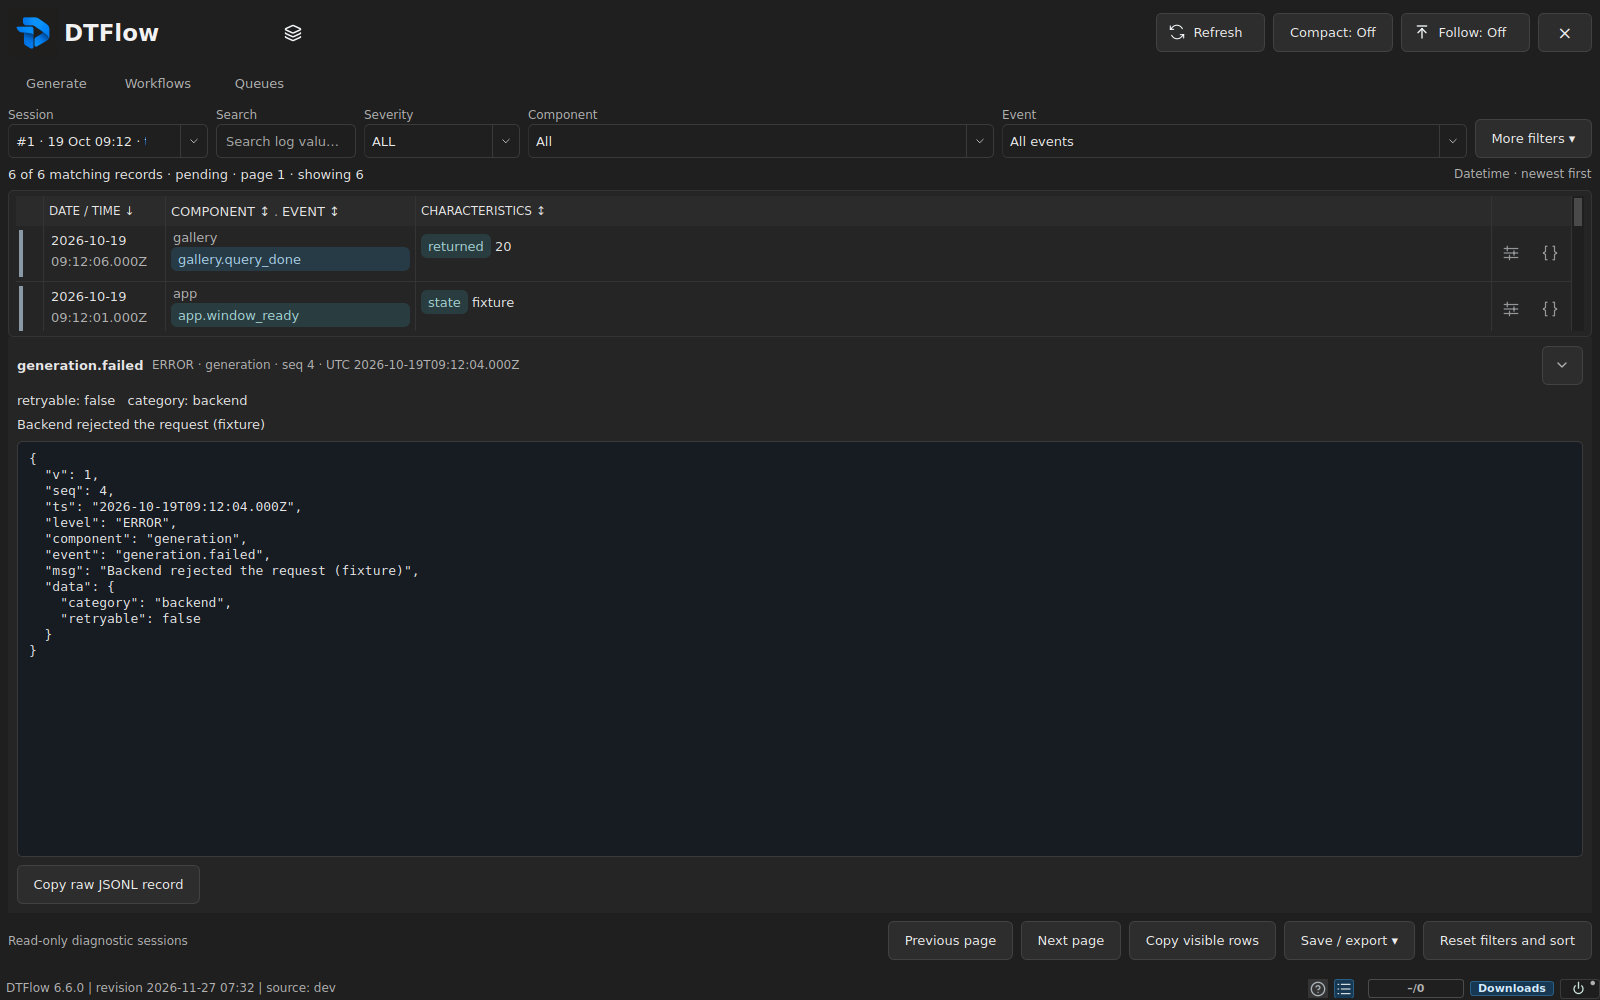 DTFlow
Refresh
Compact: Off
Follow: Off
Generate
Workflows
Queues
Session
Search
Severity
Component
Event
#1 · 19 Oct 09:12 ·
Search log valu...
ALL
All
All events
More filters ▾
6 of 6 matching records · pending · page 1 · showing 6
Datetime · newest first
DATE / TIME ↓
COMPONENT ↕ . EVENT ↕
CHARACTERISTICS ↕
2026-10-19
09:12:06.000Z
gallery
gallery.query_done
returned 20
{}
2026-10-19
09:12:01.000Z
app
app.window_ready
state fixture
{}
generation.failed ERROR · generation · seq 4 · UTC 2026-10-19T09:12:04.000Z
retryable: false category: backend
Backend rejected the request (fixture)
{
"v": 1,
"seq": 4,
"ts": "2026-10-19T09:12:04.000Z",
"level": "ERROR",
"component": "generation",
"event": "generation.failed",
"msg": "Backend rejected the request (fixture)",
"data": {
"category": "backend",
"retryable": false
}
}
Copy raw JSONL record
Read-only diagnostic sessions
Previous page
Next page
Copy visible rows
Save / export ▾
Reset filters and sort
DTFlow 6.6.0 | revision 2026-11-27 07:32 | source: dev
-/0
Downloads